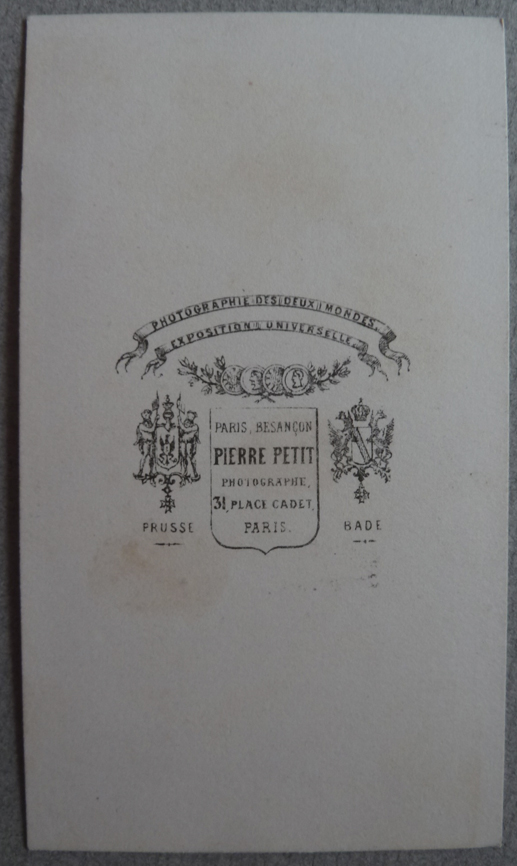 PHOTOGRAPHIE DES DEUX MONDES.
EXPOSITION UNIVERSELLE.
PARIS, BESANÇON
PIERRE PETIT
PHOTOGRAPHE,
31, PLACE CADET,
PARIS.
PRUSSE
BADE